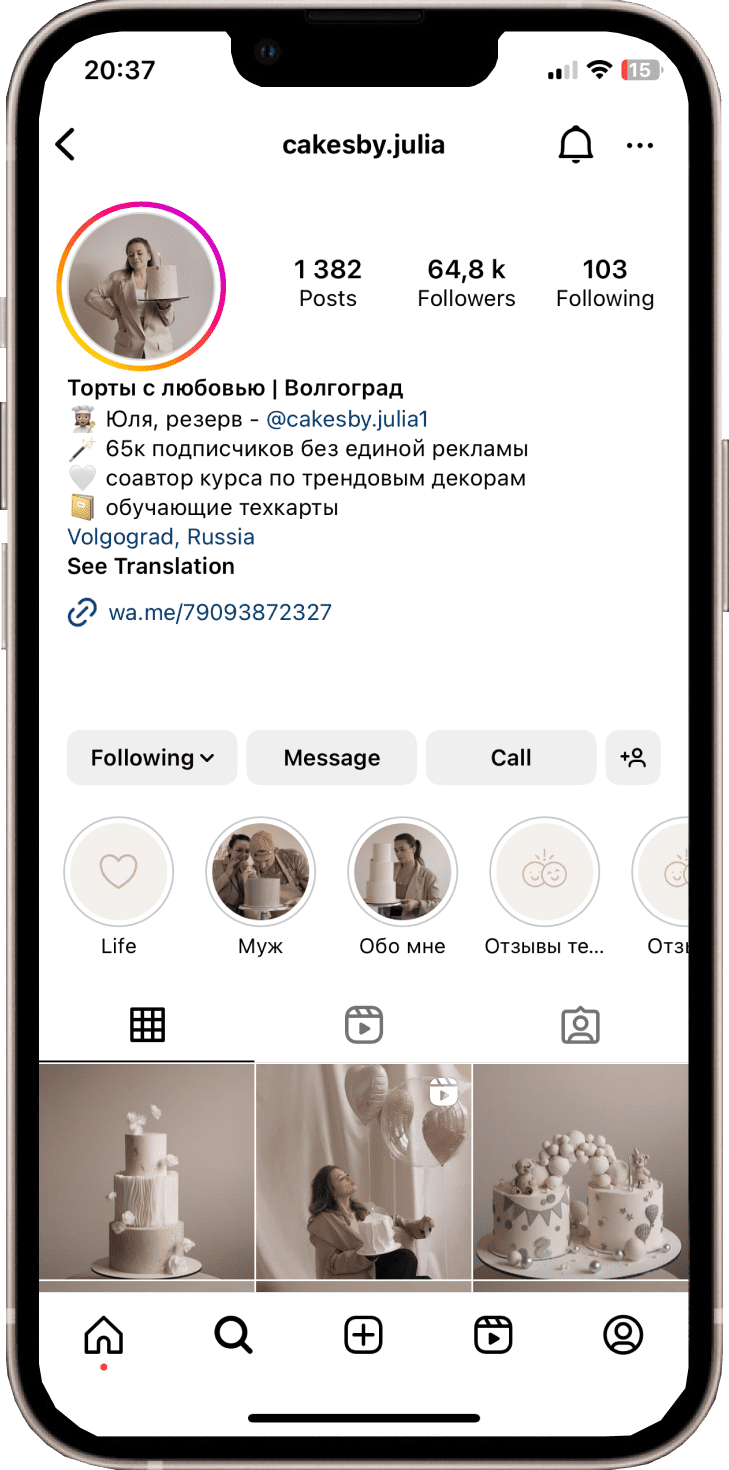 20:37
15
cakesby.julia
1 382
Posts
64,8 k
Followers
103
Following
Торты с любовью | Волгоград
Юля, резерв - @cakesby.julia1
65к подписчиков без единой рекламы
соавтор курса по трендовым декорам
обучающие техкарты
Volgograd, Russia
See Translation
wa.me/79093872327
Following
Message
Call
Life
Муж
Обо мне
Отзывы те...
Отзы